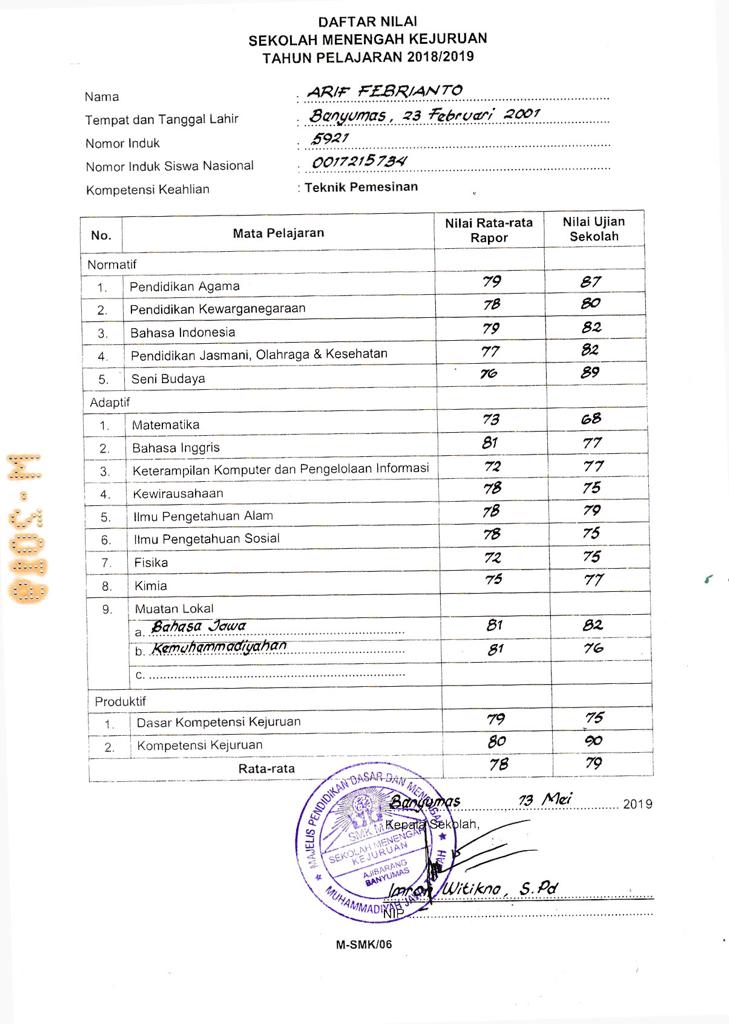 DAFTAR NILAI
SEKOLAH MENENGAH KEJURUAN
TAHUN PELAJARAN 2018/2019
Nama : ARIF FEBRIANTO
Tempat dan Tanggal Lahir : Banyumas, 23 Februari 2001
Nomor Induk : 5921
Nomor Induk Siswa Nasional : 0017215734
Kompetensi Keahlian : Teknik Pemesinan
No. Mata Pelajaran Nilai Rata-rata Rapor Nilai Ujian Sekolah
Normatif
1. Pendidikan Agama 79 87
2. Pendidikan Kewarganegaraan 78 80
3. Bahasa Indonesia 79 82
4. Pendidikan Jasmani, Olahraga & Kesehatan 77 82
5. Seni Budaya 76 89
Adaptif
1. Matematika 73 68
2. Bahasa Inggris 81 77
3. Keterampilan Komputer dan Pengelolaan Informasi 72 77
4. Kewirausahaan 78 75
5. Ilmu Pengetahuan Alam 78 79
6. Ilmu Pengetahuan Sosial 78 75
7. Fisika 72 75
8. Kimia 75 77
9. Muatan Lokal
a. Bahasa Jawa 81 82
b. Kemuhammadiyahan 81 76
c.
Produktif
1. Dasar Kompetensi Kejuruan 79 75
2. Kompetensi Kejuruan 80 90
Rata-rata 78 79
Banyumas 13 Mei 2019
Kepala Sekolah,
MAJELIS PENDIDIKAN DASAR DAN MENENGAH
SMK M
SEKOLAH MENENGAH
KEJURUAN
AJIBARANG
BANYUMAS
MUHAMMADIYAH
Witikno, S.Pd
NIP.
M-SMK/06
M-2019